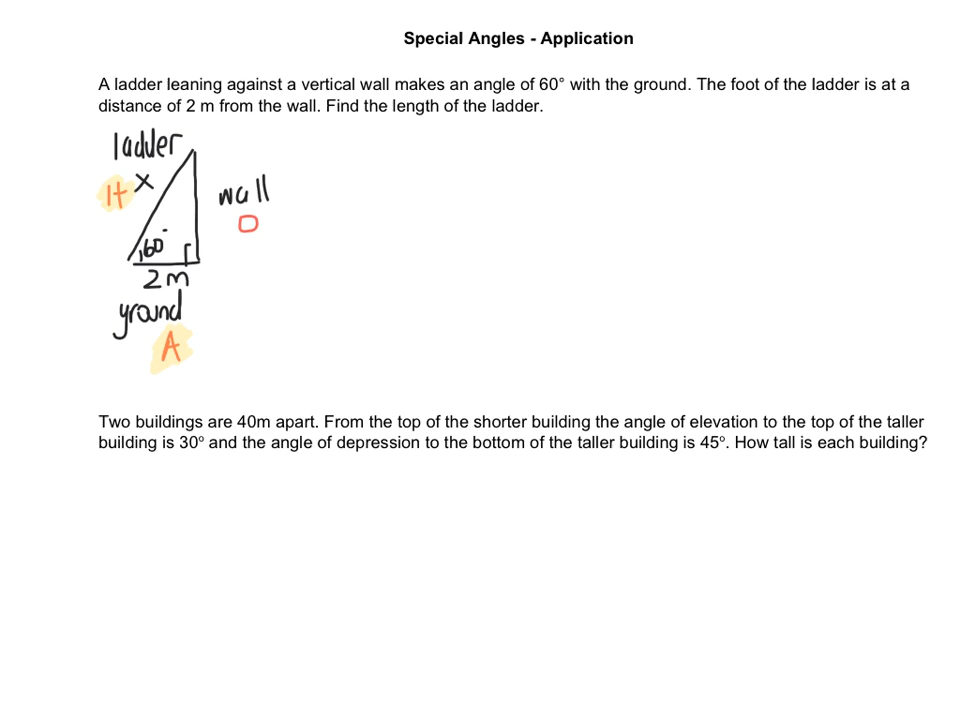 Special Angles - Application
A ladder leaning against a vertical wall makes an angle of 60° with the ground. The foot of the ladder is at a
distance of 2 m from the wall. Find the length of the ladder.
ladder
H x
wall
O
60°
2 m
ground
A
Two buildings are 40m apart. From the top of the shorter building the angle of elevation to the top of the taller
building is 30° and the angle of depression to the bottom of the taller building is 45°. How tall is each building?